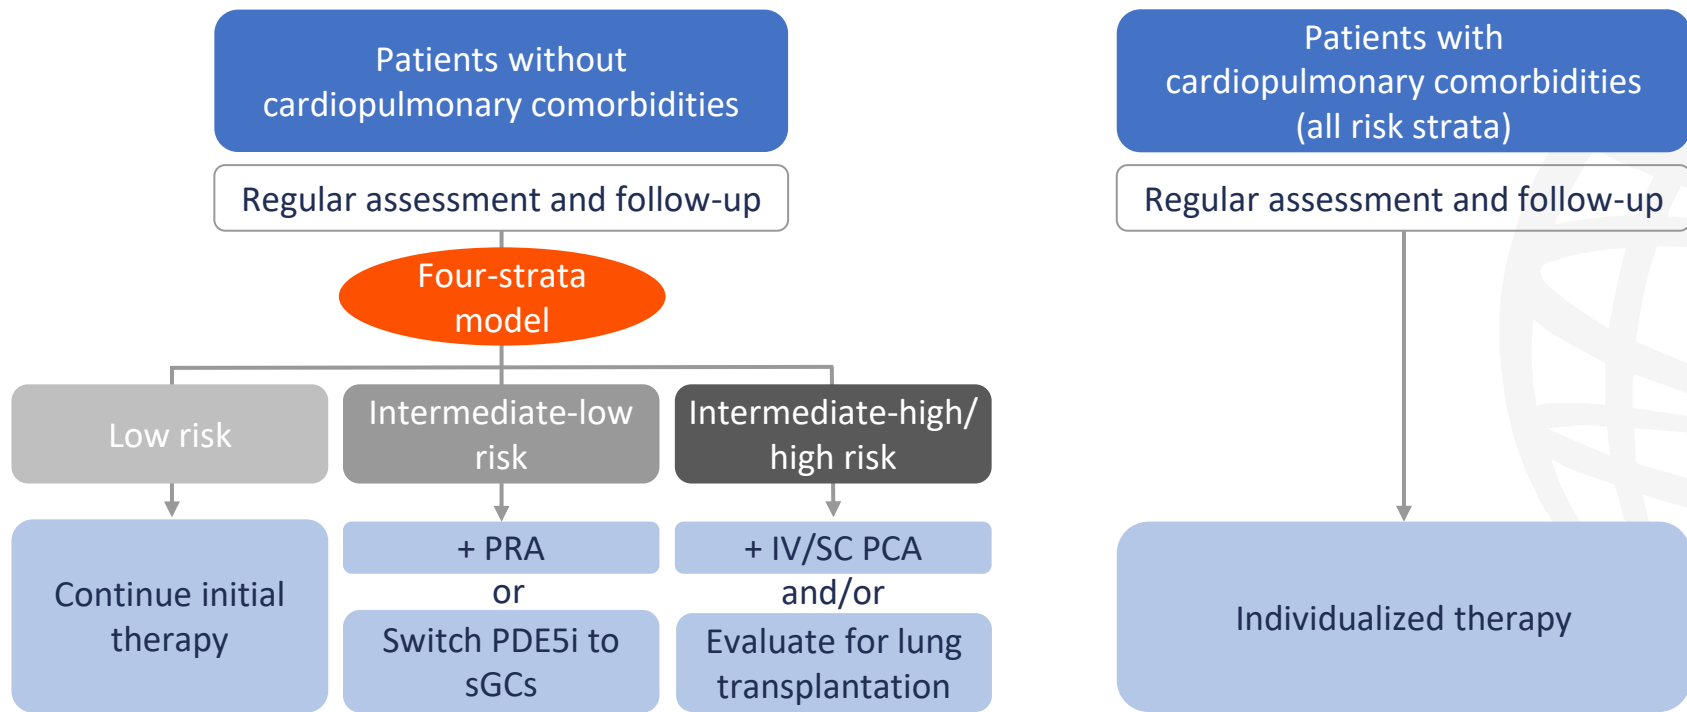 Patients without
cardiopulmonary comorbidities
Regular assessment and follow-up
Four-strata
model
Low risk
Intermediate-low
risk
Intermediate-high/
high risk
Continue initial
therapy
+ PRA
or
Switch PDE5i to
sGCs
+ IV/SC PCA
and/or
Evaluate for lung
transplantation
Patients with
cardiopulmonary comorbidities
(all risk strata)
Regular assessment and follow-up
Individualized therapy